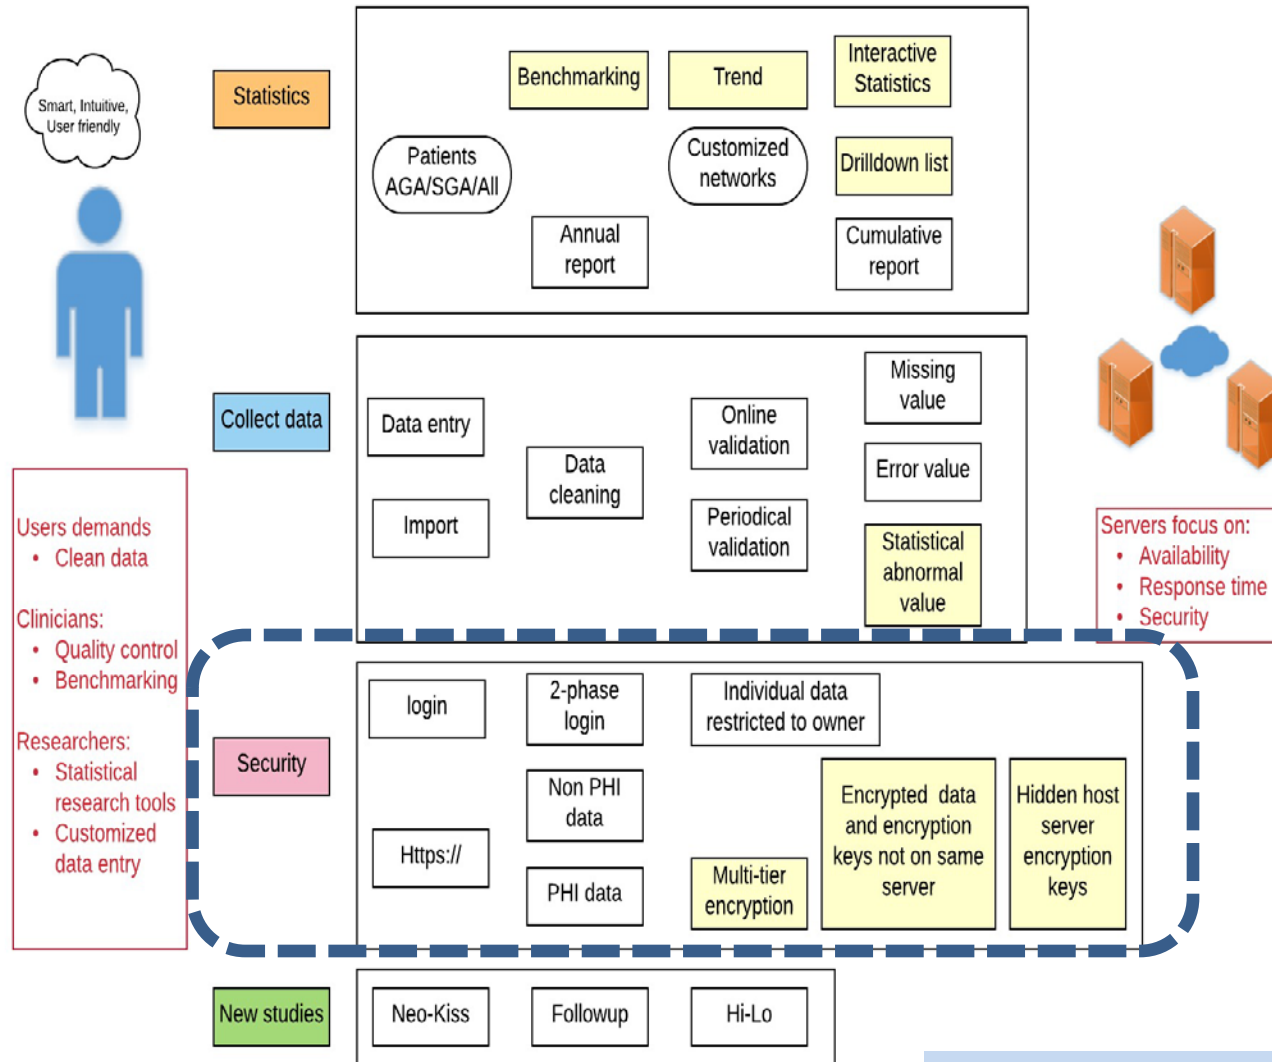 Smart, Intuitive,
User friendly
Statistics
Benchmarking
Trend
Interactive
Statistics
Patients
AGA/SGA/All
Customized
networks
Drilldown list
Annual
report
Cumulative
report
Collect data
Data entry
Import
Data
cleaning
Online
validation
Periodical
validation
Missing
value
Error value
Statistical
abnormal
value
Users demands
• Clean data
Clinicians:
• Quality control
• Benchmarking
Researchers:
• Statistical
research tools
• Customized
data entry
Servers focus on:
• Availability
• Response time
• Security
Security
login
2-phase
login
Individual data
restricted to owner
Https://
Non PHI
data
PHI data
Multi-tier
encryption
Encrypted data
and encryption
keys not on same
server
Hidden host
server
encryption
keys
New studies
Neo-Kiss
Followup
Hi-Lo